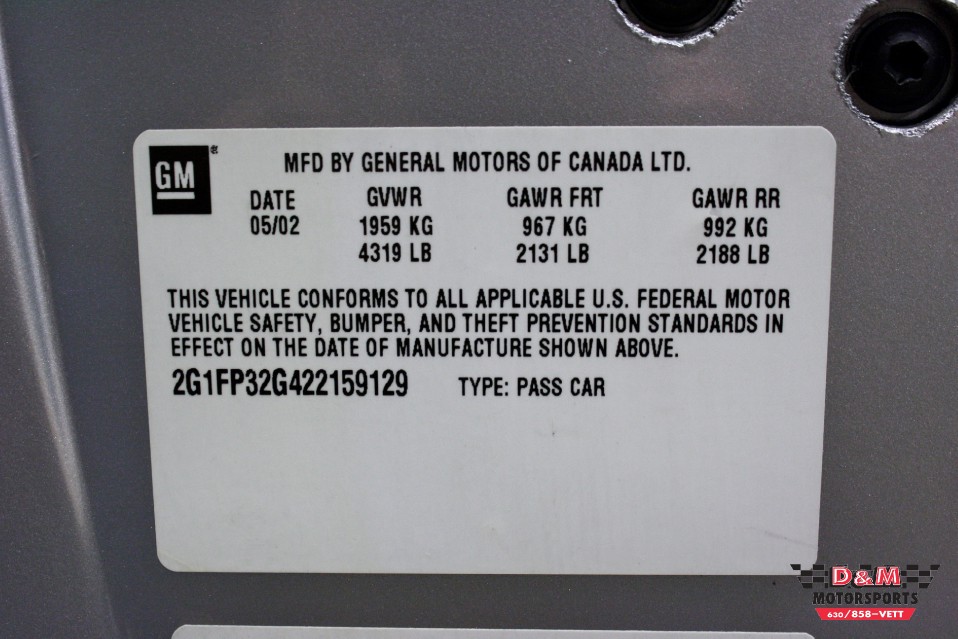 GM®
MFD BY GENERAL MOTORS OF CANADA LTD.
DATE GVWR GAWR FRT GAWR RR
05/02 1959 KG 967 KG 992 KG
4319 LB 2131 LB 2188 LB
THIS VEHICLE CONFORMS TO ALL APPLICABLE U.S. FEDERAL MOTOR
VEHICLE SAFETY, BUMPER, AND THEFT PREVENTION STANDARDS IN
EFFECT ON THE DATE OF MANUFACTURE SHOWN ABOVE.
2G1FP32G422159129 TYPE: PASS CAR
D&M
MOTORSPORTS
630/858-VETT